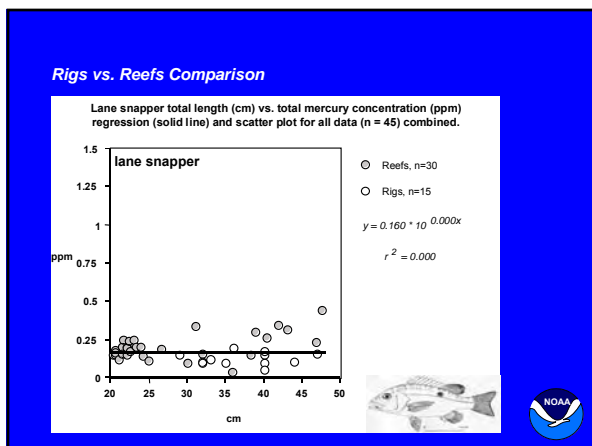 Rigs vs. Reefs Comparison
Lane snapper total length (cm) vs. total mercury concentration (ppm)
regression (solid line) and scatter plot for all data (n = 45) combined.
lane snapper
1.5
1.25
1
ppm 0.75
0.5
0.25
0
20 25 30 35 40 45 50
cm
Reefs, n=30
Rigs, n=15
y = 0.160 * 10 0.000x
r 2 = 0.000
NOAA